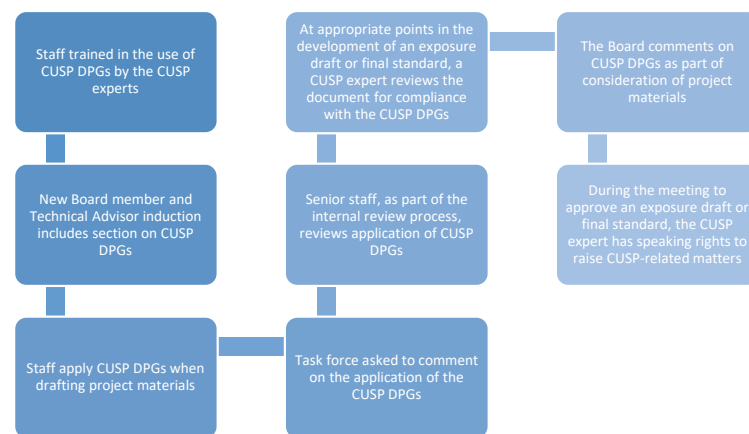 Staff trained in the use of
CUSP DPGs by the CUSP
experts
New Board member and
Technical Advisor induction
includes section on CUSP
DPGs
Staff apply CUSP DPGs when
drafting project materials
Task force asked to comment
on the application of the
CUSP DPGs
Senior staff, as part of the
internal review process,
reviews application of CUSP
DPGs
At appropriate points in the
development of an exposure
draft or final standard, a
CUSP expert reviews the
document for compliance
with the CUSP DPGs
The Board comments on
CUSP DPGs as part of
consideration of project
materials
During the meeting to
approve an exposure draft or
final standard, the CUSP
expert has speaking rights to
raise CUSP-related matters